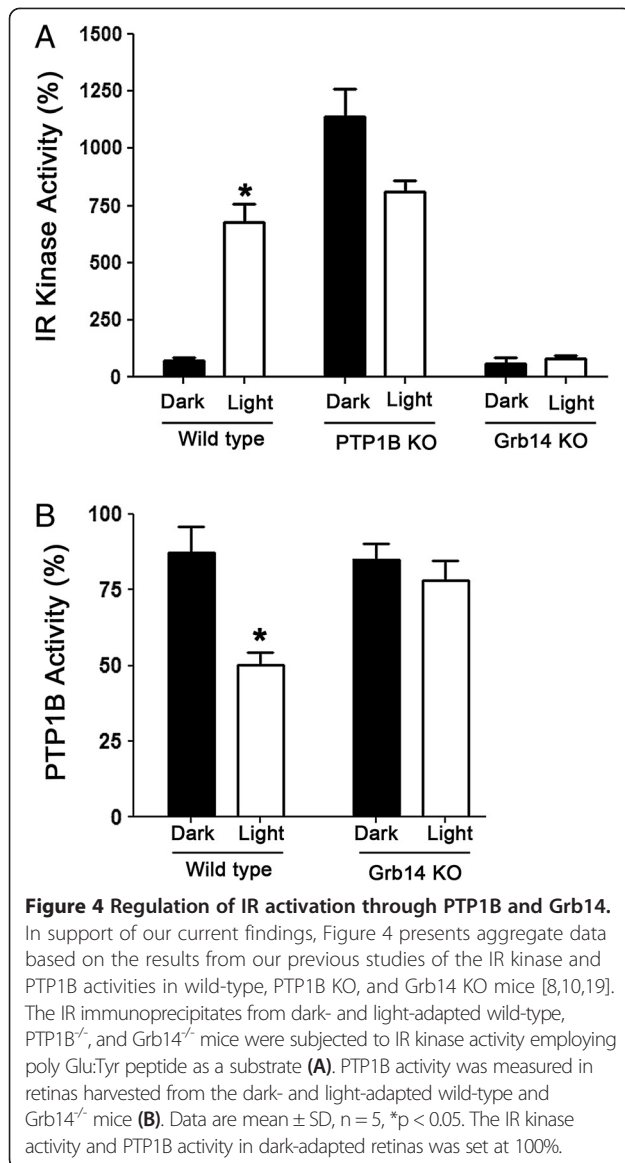 A
IR Kinase Activity (%)
1500
1250
1000
750
500
250
0
*
Dark Light Dark Light Dark Light
Wild type PTP1B KO Grb14 KO
B
PTP1B Activity (%)
100
75
50
25
0
*
Dark Light Dark Light
Wild type Grb14 KO
Figure 4 Regulation of IR activation through PTP1B and Grb14.
In support of our current findings, Figure 4 presents aggregate data
based on the results from our previous studies of the IR kinase and
PTP1B activities in wild-type, PTP1B KO, and Grb14 KO mice [8,10,19].
The IR immunoprecipitates from dark- and light-adapted wild-type,
PTP1B-/-, and Grb14-/- mice were subjected to IR kinase activity employing
poly Glu:Tyr peptide as a substrate (A). PTP1B activity was measured in
retinas harvested from the dark- and light-adapted wild-type and
Grb14-/- mice (B). Data are mean ± SD, n = 5, *p < 0.05. The IR kinase
activity and PTP1B activity in dark-adapted retinas was set at 100%.